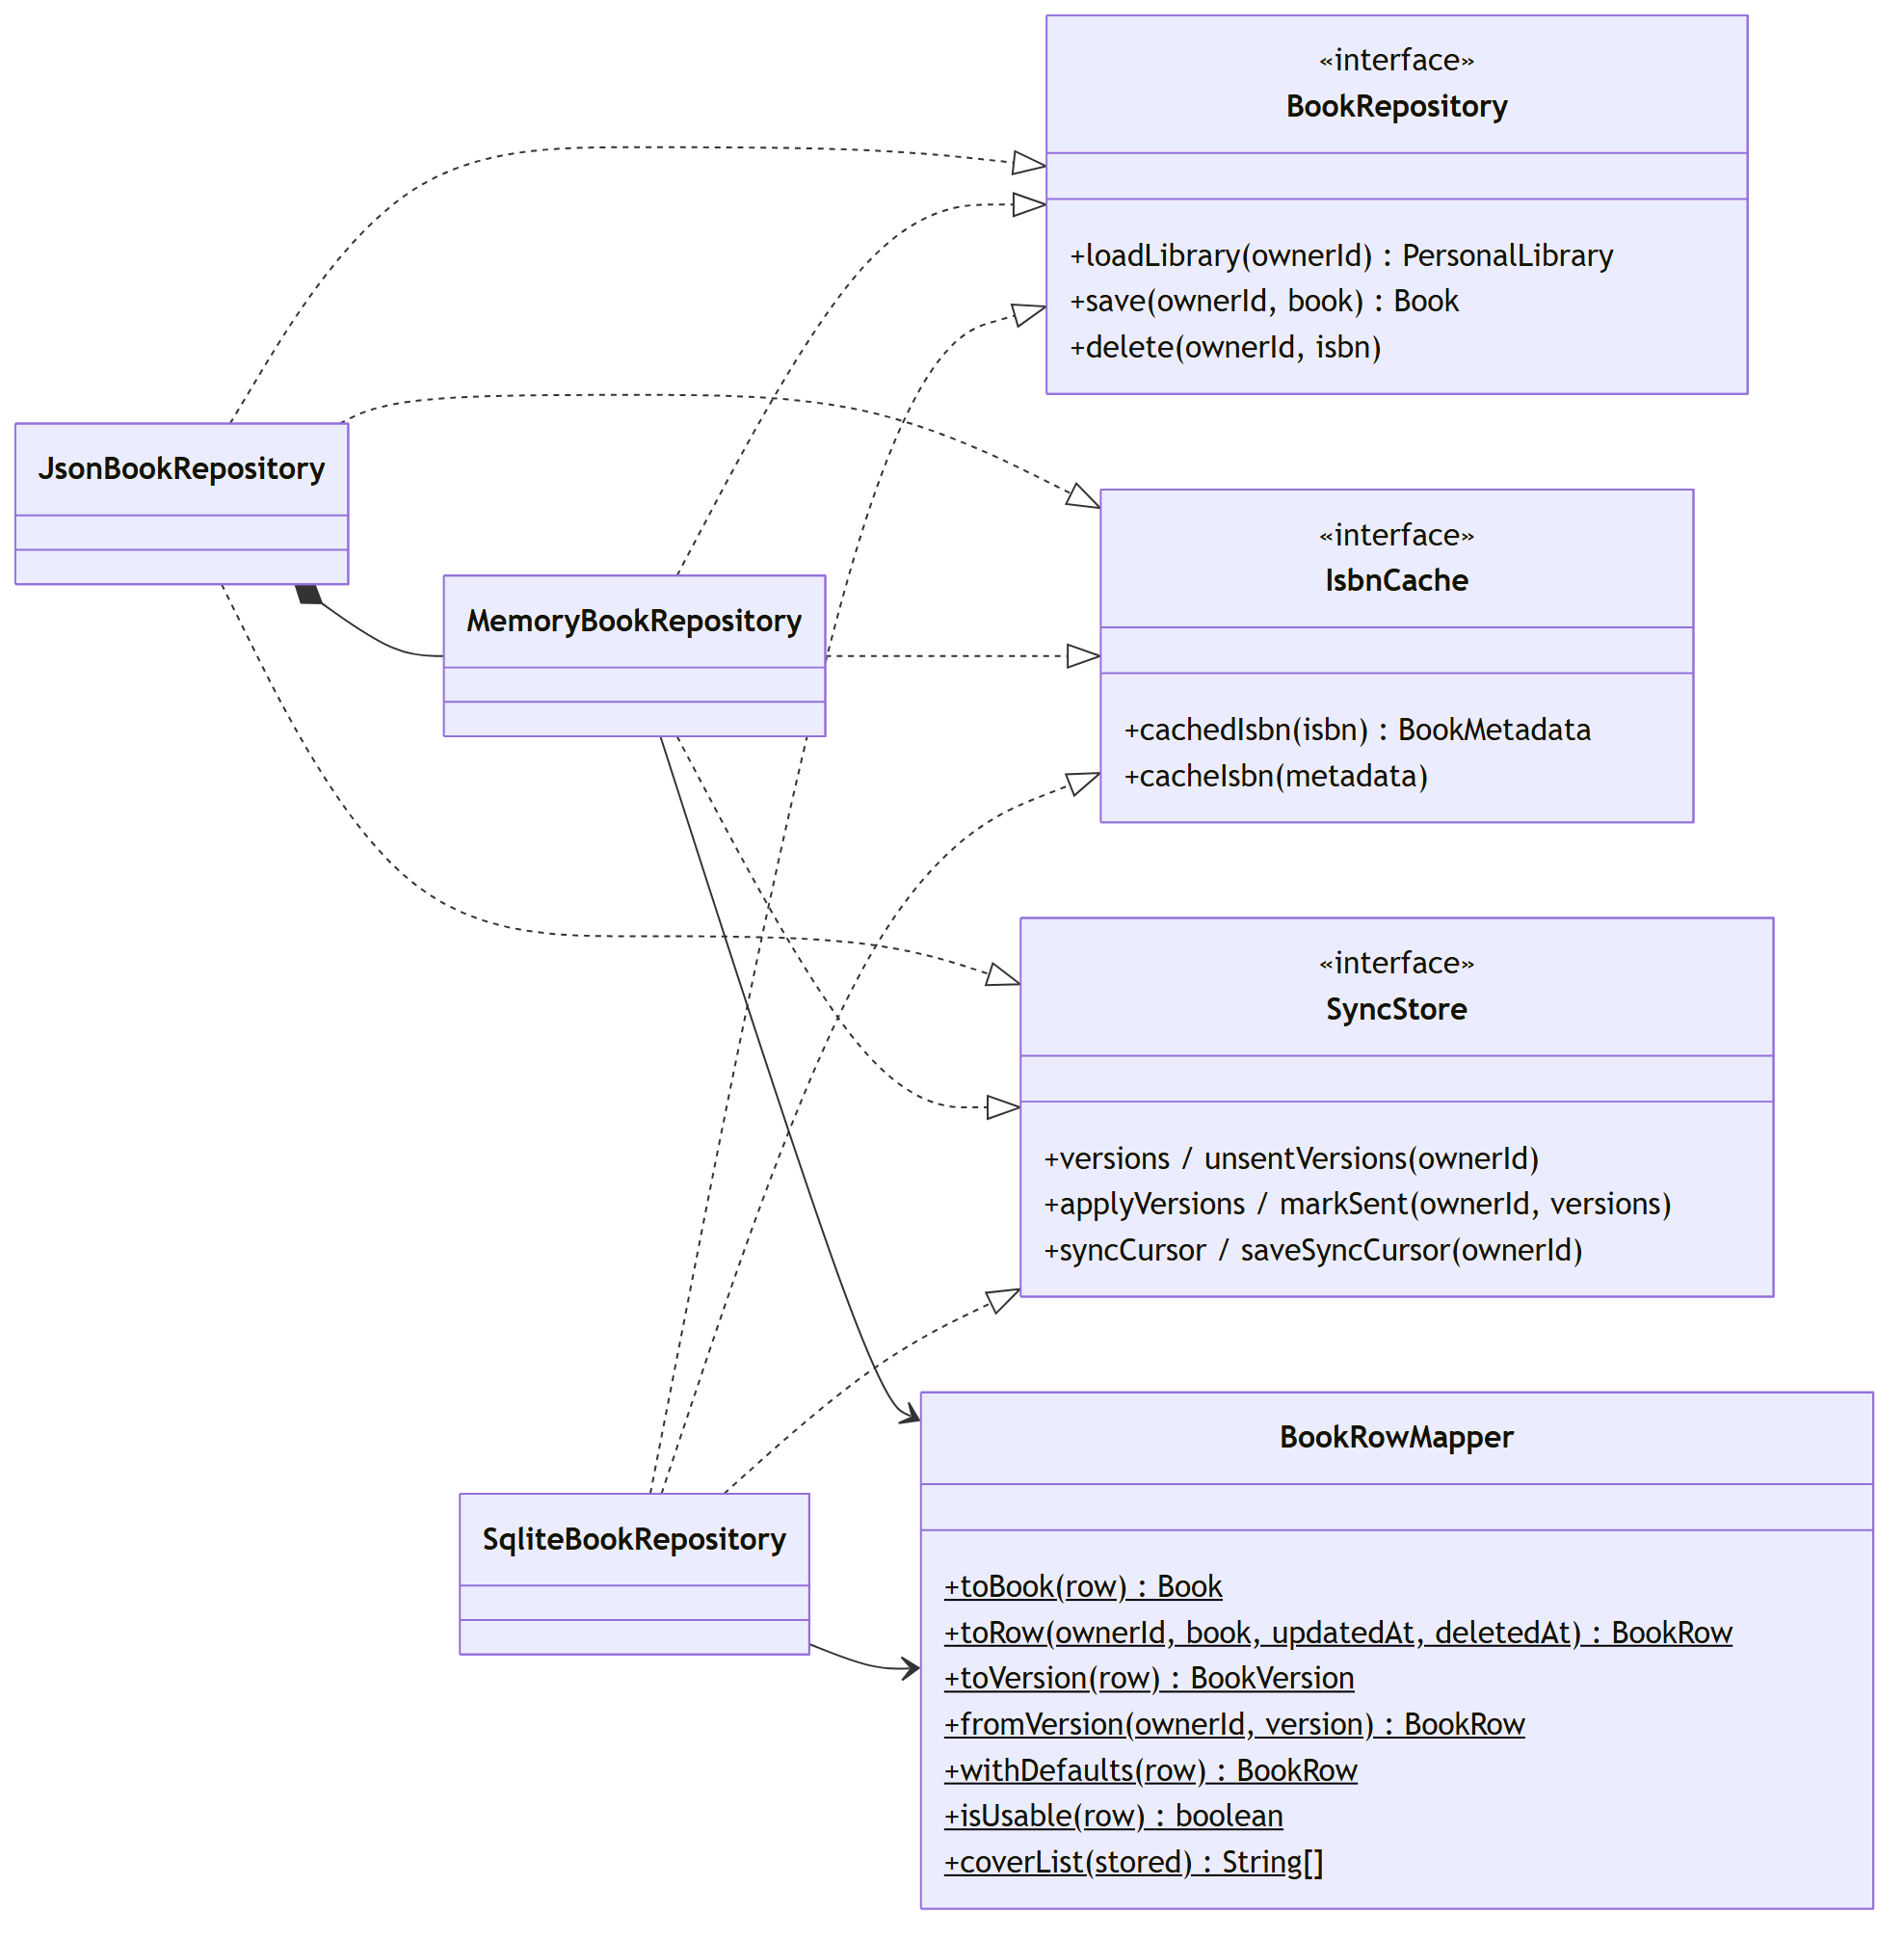 «interface»
BookRepository
+loadLibrary(ownerId) : PersonalLibrary
+save(ownerId, book) : Book
+delete(ownerId, isbn)
JsonBookRepository
«interface»
IsbnCache
+cachedIsbn(isbn) : BookMetadata
+cacheIsbn(metadata)
MemoryBookRepository
«interface»
SyncStore
+versions / unsentVersions(ownerId)
+applyVersions / markSent(ownerId, versions)
+syncCursor / saveSyncCursor(ownerId)
SqliteBookRepository
BookRowMapper
+toBook(row) : Book
+toRow(ownerId, book, updatedAt, deletedAt) : BookRow
+toVersion(row) : BookVersion
+fromVersion(ownerId, version) : BookRow
+withDefaults(row) : BookRow
+isUsable(row) : boolean
+coverList(stored) : String[]